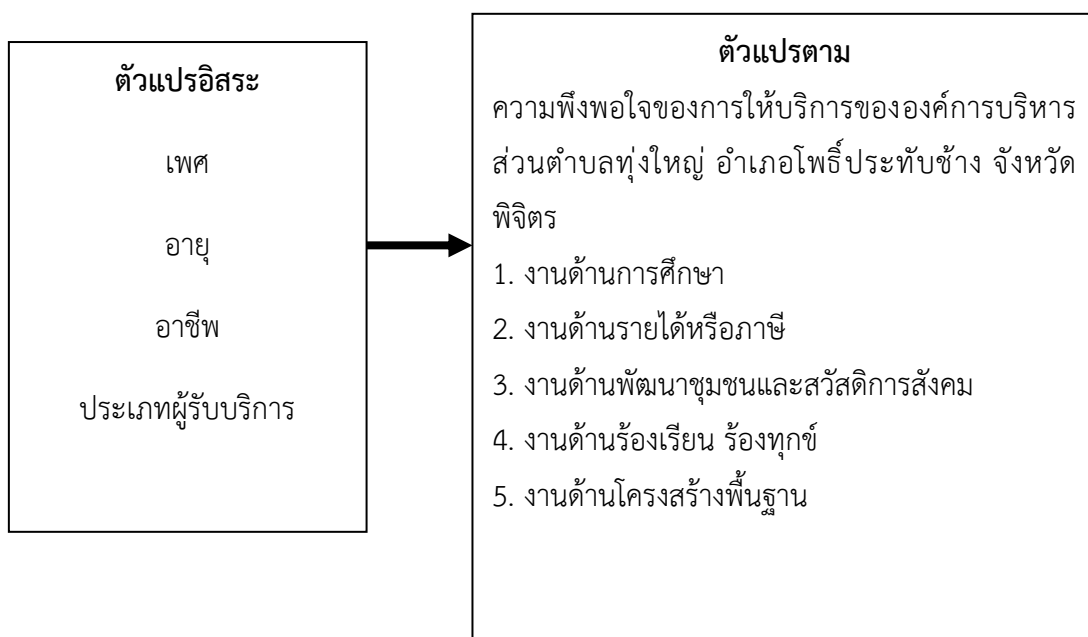 ตัวแปรอิสระ
เพศ
อายุ
อาชีพ
ประเภทผู้รับบริการ
ตัวแปรตาม
ความพึงพอใจของการให้บริการขององค์การบริหาร
ส่วนตำบลทุ่งใหญ่ อำเภอโพธิ์ประทับช้าง จังหวัด
พิจิตร
1. งานด้านการศึกษา
2. งานด้านรายได้หรือภาษี
3. งานด้านพัฒนาชุมชนและสวัสดิการสังคม
4. งานด้านร้องเรียน ร้องทุกข์
5. งานด้านโครงสร้างพื้นฐาน